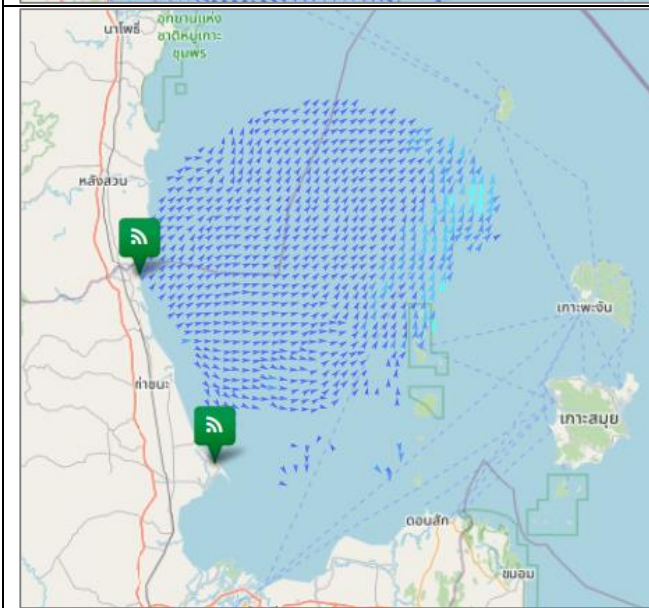 นาโพธิ์
อุทยานแห่ง
ชาติหมู่เกาะ
ชุมพร
หลังสวน
เกาะพะงัน
ท่าชนะ
เกาะสมุย
ดอนสัก
ขนอม